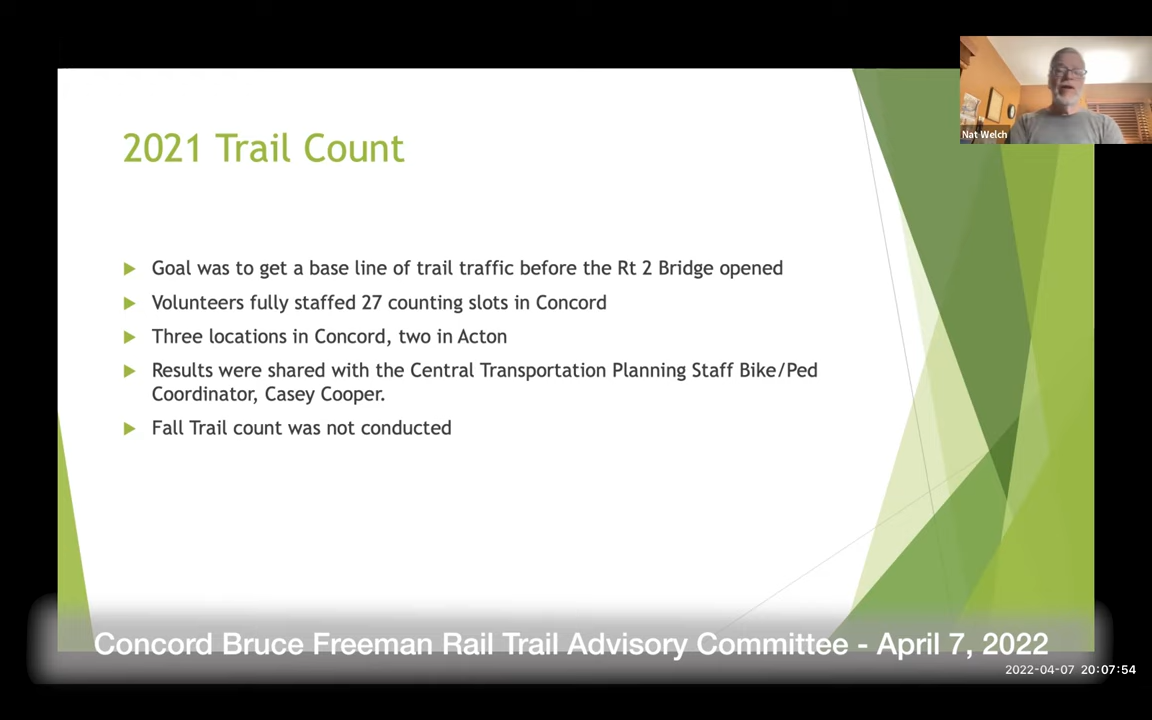 2021 Trail Count
Goal was to get a base line of trail traffic before the Rt 2 Bridge opened
Volunteers fully staffed 27 counting slots in Concord
Three locations in Concord, two in Acton
Results were shared with the Central Transportation Planning Staff Bike/Ped
Coordinator, Casey Cooper.
Fall Trail count was not conducted
Nat Welch
Concord Bruce Freeman Rail Trail Advisory Committee - April 7, 2022
2022-04-07 20:07:54